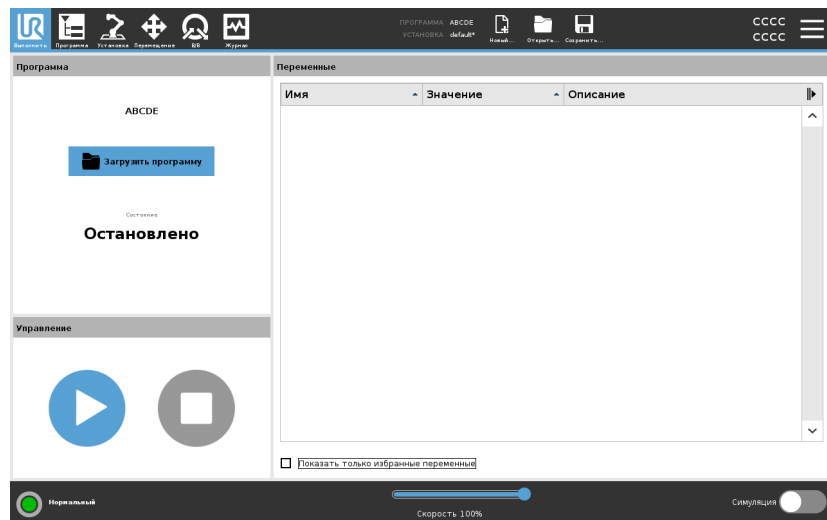 UR
Выполнить Программа Установка Перемещение В/В Журнал
ПРОГРАММА ABCDE
УСТАНОВКА default*
Новый... Открыть... Сохранить...
CCCC
CCCC
Программа
ABCDE
Загрузить программу
Состояние
Остановлено
Управление
Переменные
Имя Значение Описание
Показать только избранные переменные
Нормальный
Скорость 100%
Симуляция